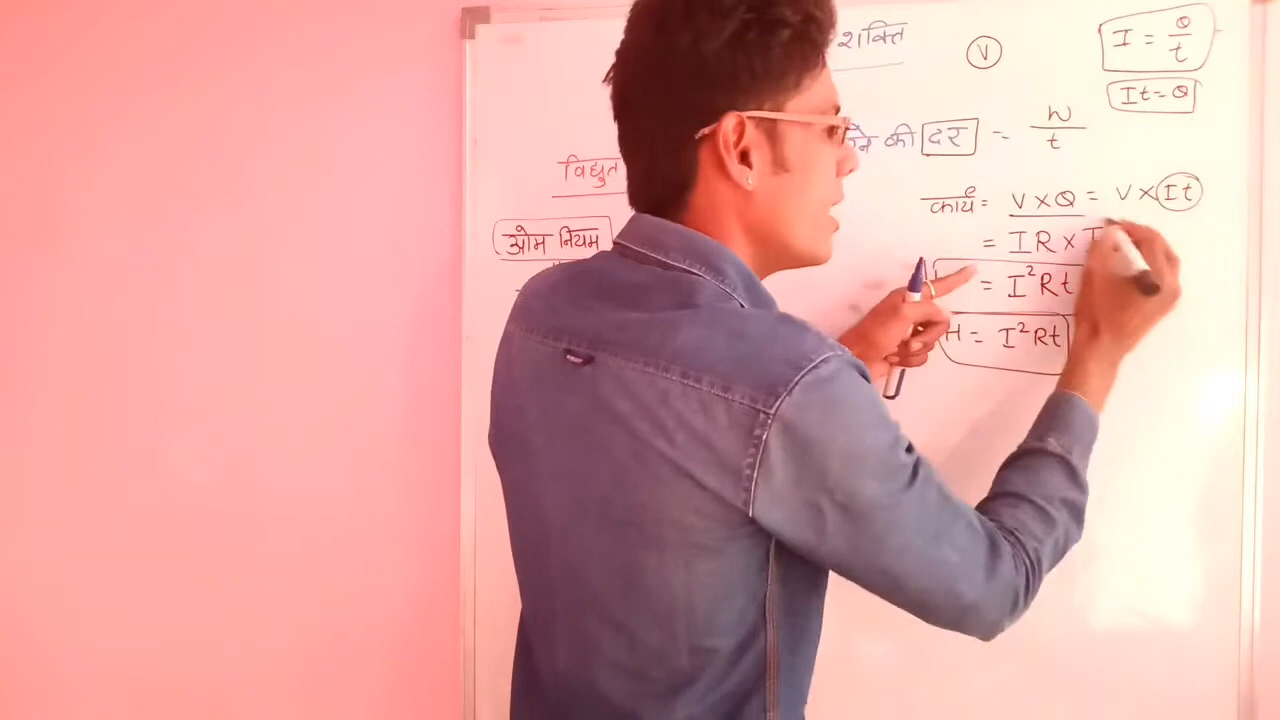 शक्ति
V
I = Q/t
It = Q
की दर = W/t
विद्युत
कार्य = V × Q = V × It
ओम नियम
= IR × I
= I²Rt
H = I²Rt